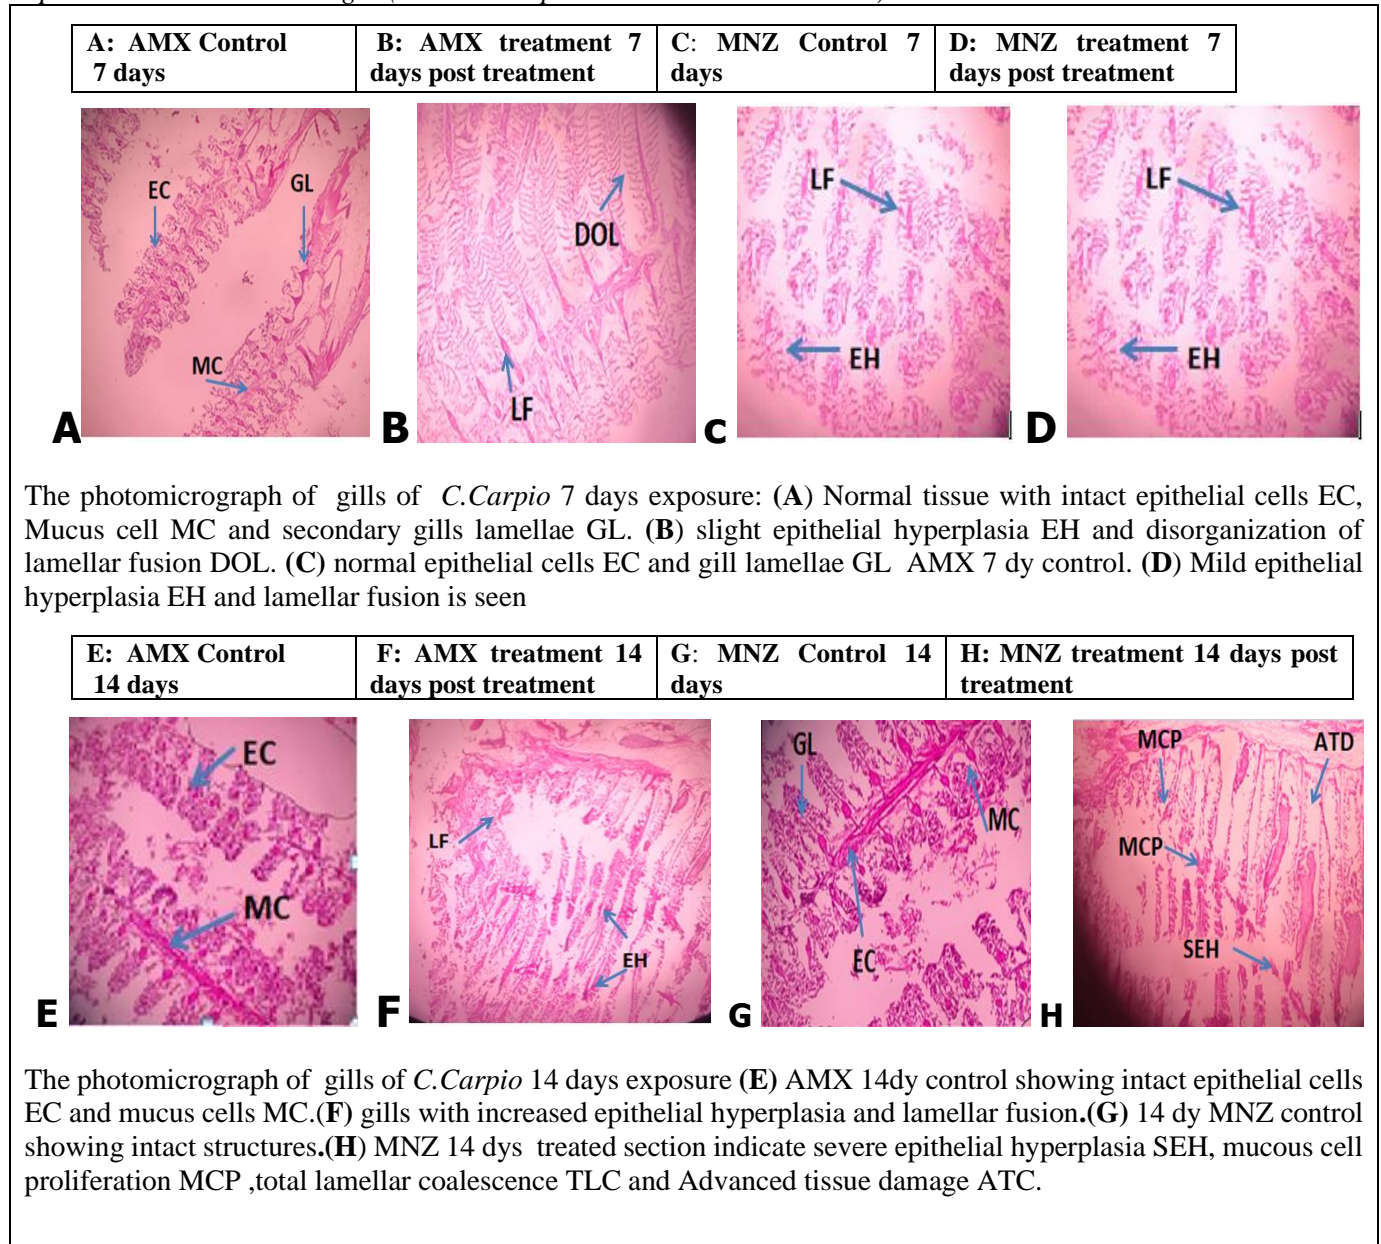 A: AMX Control
7 days
B: AMX treatment 7
days post treatment
C: MNZ Control 7
days
D: MNZ treatment 7
days post treatment
EC
GL
MC
A
DOL
LF
B
LF
EH
C
LF
EH
D
The photomicrograph of gills of C.Carpio 7 days exposure: (A) Normal tissue with intact epithelial cells EC,
Mucus cell MC and secondary gills lamellae GL. (B) slight epithelial hyperplasia EH and disorganization of
lamellar fusion DOL. (C) normal epithelial cells EC and gill lamellae GL AMX 7 dy control. (D) Mild epithelial
hyperplasia EH and lamellar fusion is seen
E: AMX Control
14 days
F: AMX treatment 14
days post treatment
G: MNZ Control 14
days
H: MNZ treatment 14 days post
treatment
EC
MC
E
LF
EH
F
GL
MC
EC
G
MCP
ATD
MCP
SEH
H
The photomicrograph of gills of C.Carpio 14 days exposure (E) AMX 14dy control showing intact epithelial cells
EC and mucus cells MC.(F) gills with increased epithelial hyperplasia and lamellar fusion.(G) 14 dy MNZ control
showing intact structures.(H) MNZ 14 dys treated section indicate severe epithelial hyperplasia SEH, mucous cell
proliferation MCP ,total lamellar coalescence TLC and Advanced tissue damage ATC.